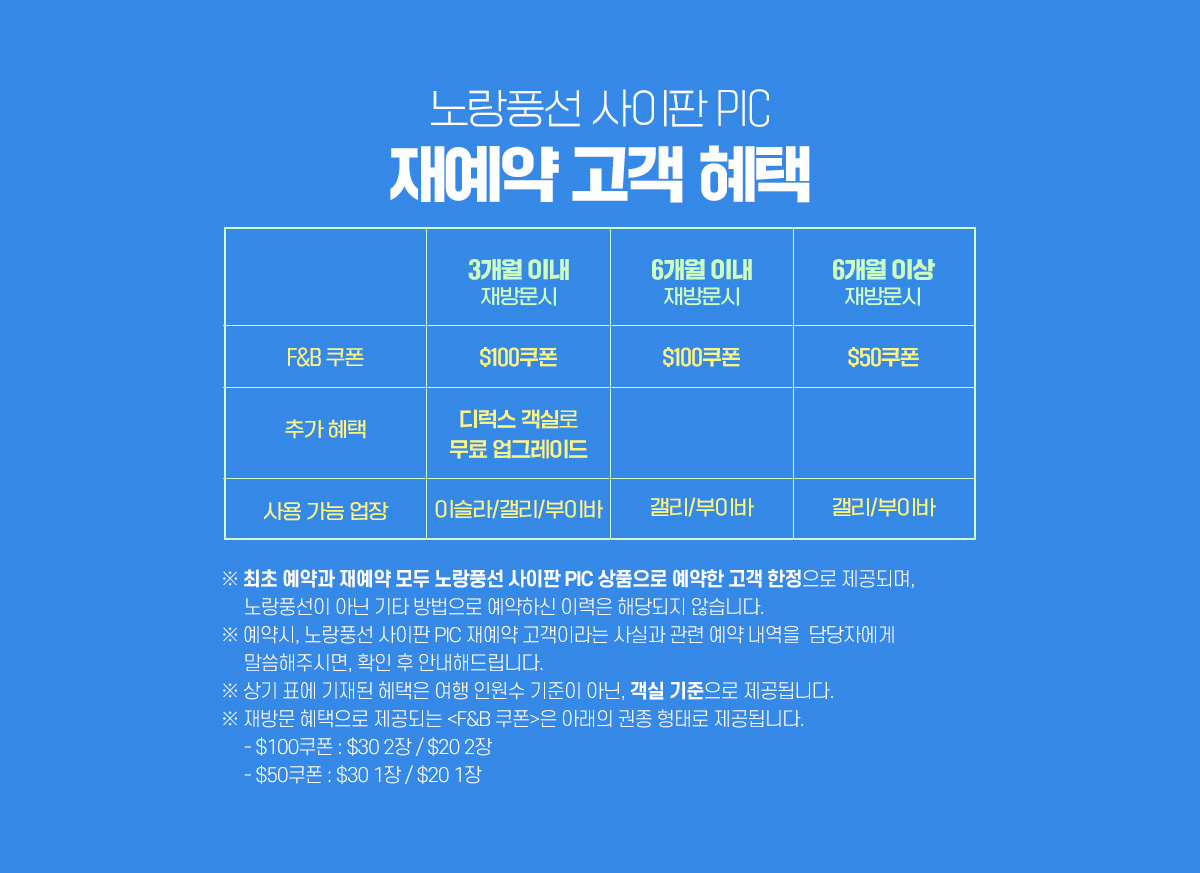 노랑풍선 사이판 PIC
재예약 고객 혜택
3개월 이내 6개월 이내 6개월 이상
재방문시 재방문시 재방문시
F&B 쿠폰 $100쿠폰 $100쿠폰 $50쿠폰
추가 혜택 디럭스 객실로
무료 업그레이드
사용 가능 업장 이슬라/갤리/부이바 갤리/부이바 갤리/부이바
※ 최초 예약과 재예약 모두 노랑풍선 사이판 PIC 상품으로 예약한 고객 한정으로 제공되며,
노랑풍선이 아닌 기타 방법으로 예약하신 이력은 해당되지 않습니다.
※ 예약시, 노랑풍선 사이판 PIC 재예약 고객이라는 사실과 관련 예약 내역을 담당자에게
말씀해주시면, 확인 후 안내해드립니다.
※ 상기 표에 기재된 헤택은 여행 인원수 기준이 아닌, 객실 기준으로 제공됩니다.
※ 재방문 혜택으로 제공되는 <F&B 쿠폰>은 아래의 권종 형태로 제공됩니다.
- $100쿠폰 : $30 2장 / $20 2장
- $50쿠폰 : $30 1장 / $20 1장